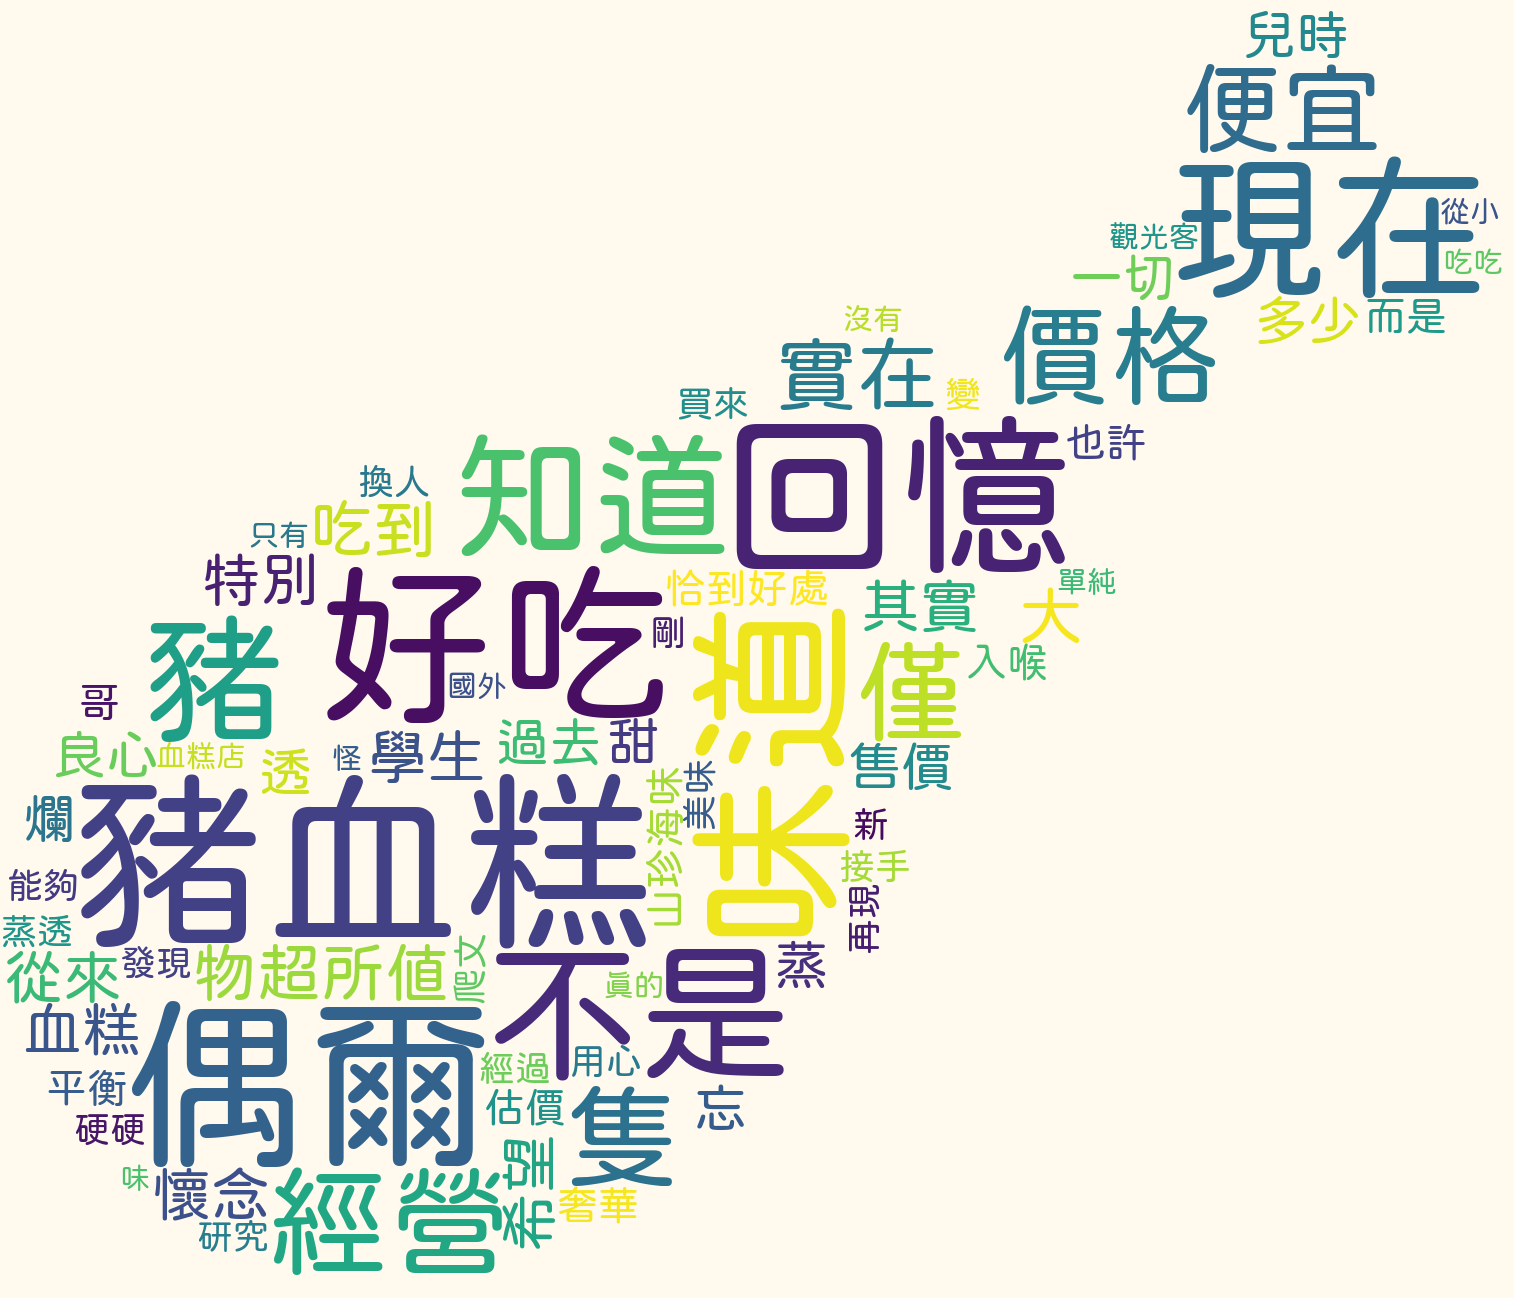 兒時
便宜
現在
從小
觀光客
吃吃
一切
多少
而是
沒有
價格
實在
變
買來
回憶
也許
知道
換人
吃到
只有
特別
好吃
恰到好處
單純
其實
大
剛
豬
味道
僅
入喉
國外
哥
過去
甜
學生
怪
良心
血糕店
透
售價
美味
山珍海味
豬血糕
爛
新
接手
能夠
再現
蒸透
蒸
從來
發現
物超所值
爬文
不是
真的
血糕
偶爾
經過
用心
平衡
估價
隻
忘
硬硬
希望
味
懷念
經營
奢華
研究